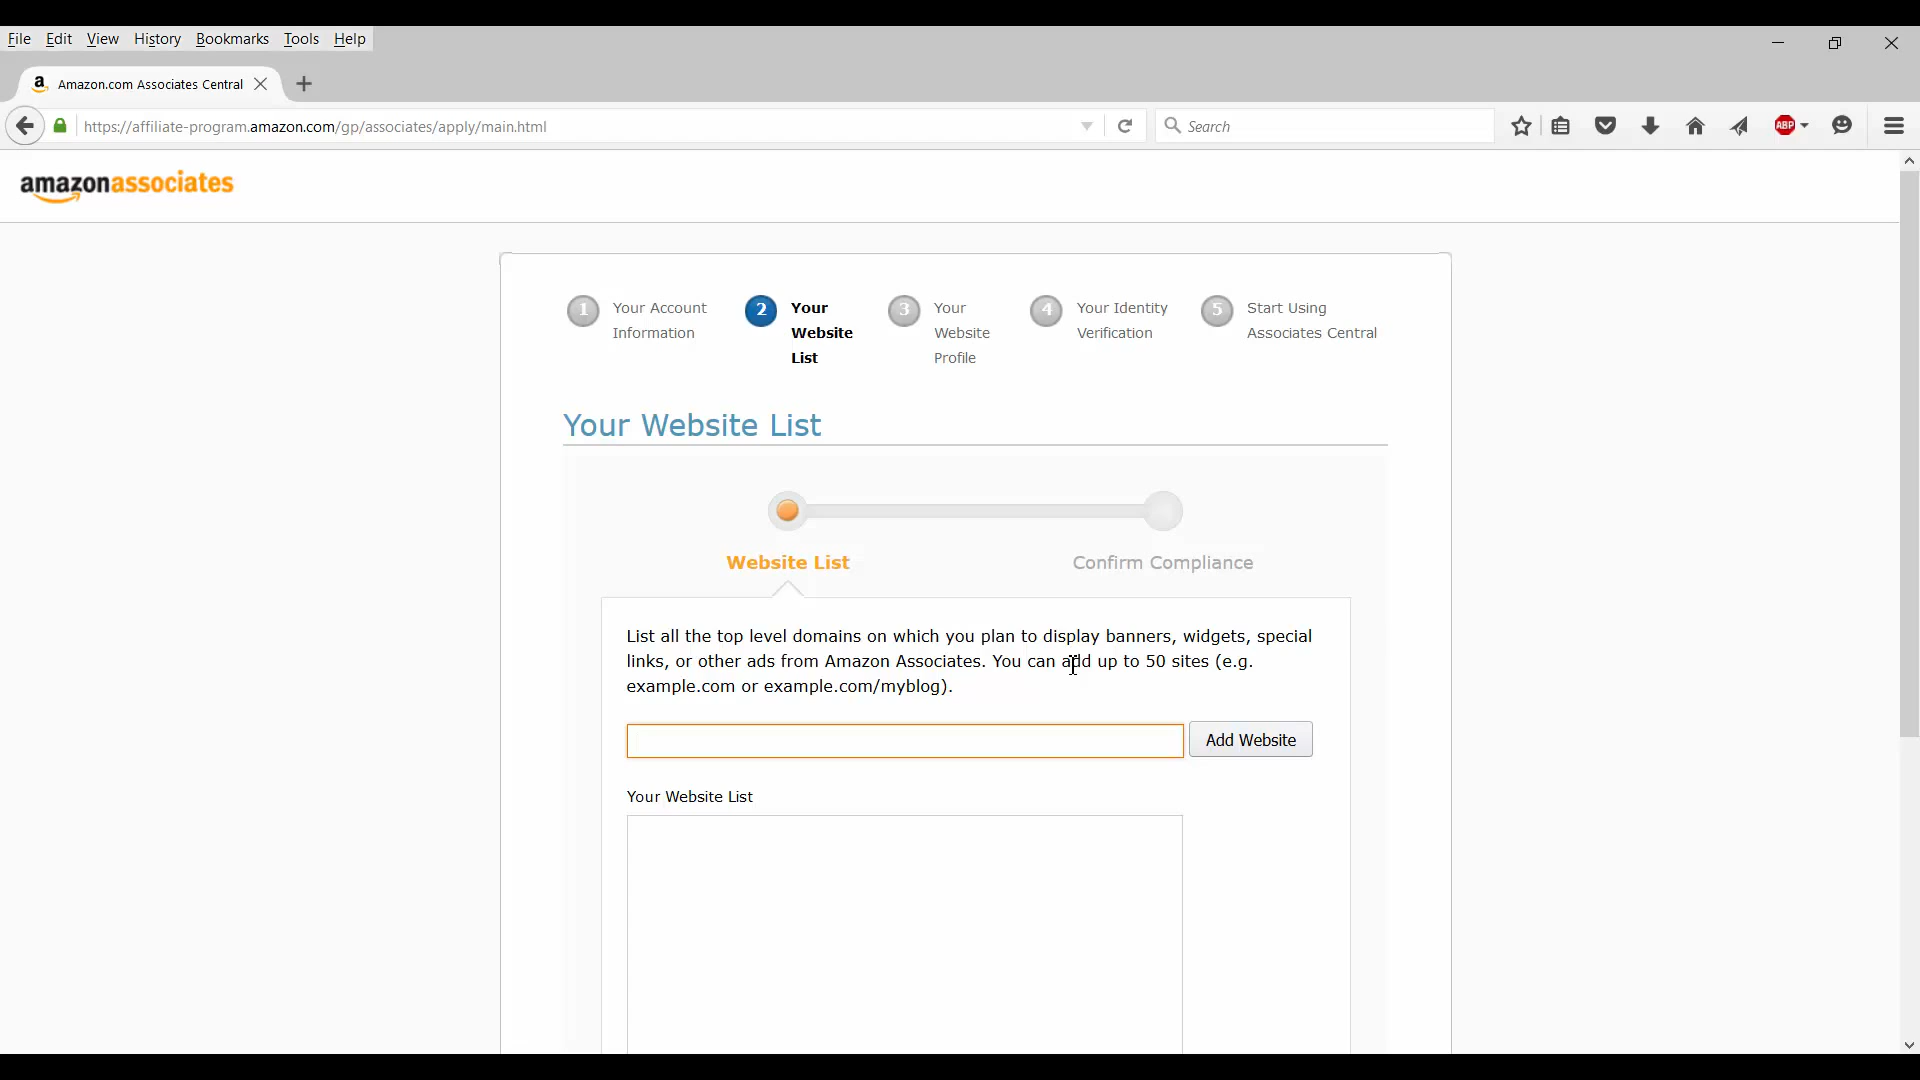 File Edit View History Bookmarks Tools Help
a Amazon.com Associates Central
https://affiliate-program.amazon.com/gp/associates/apply/main.html Search ABP
amazonassociates
1 Your Account Information
2 Your Website List
3 Your Website Profile
4 Your Identity Verification
5 Start Using Associates Central
Your Website List
Website List Confirm Compliance
List all the top level domains on which you plan to display banners, widgets, special
links, or other ads from Amazon Associates. You can add up to 50 sites (e.g.
example.com or example.com/myblog).
Add Website
Your Website List